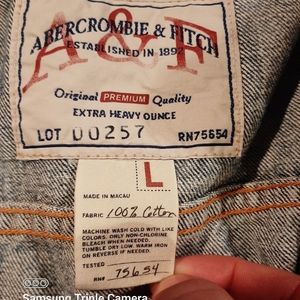 ABERCROMBIE & FITCH
A&F
ESTABLISHED IN 1892
Original PREMIUM Quality
EXTRA HEAVY OUNCE
LOT 00257 RN75654
L
MADE IN MACAU
FABRIC 100% Cotton
MACHINE WASH COLD WITH LIKE
COLORS. ONLY NON-CHLORINE
BLEACH WHEN NEEDED.
TUMBLE DRY LOW. WARM IRON
ON REVERSE IF NEEDED.
TESTED
RN# 75654
Samsung Triple Camera